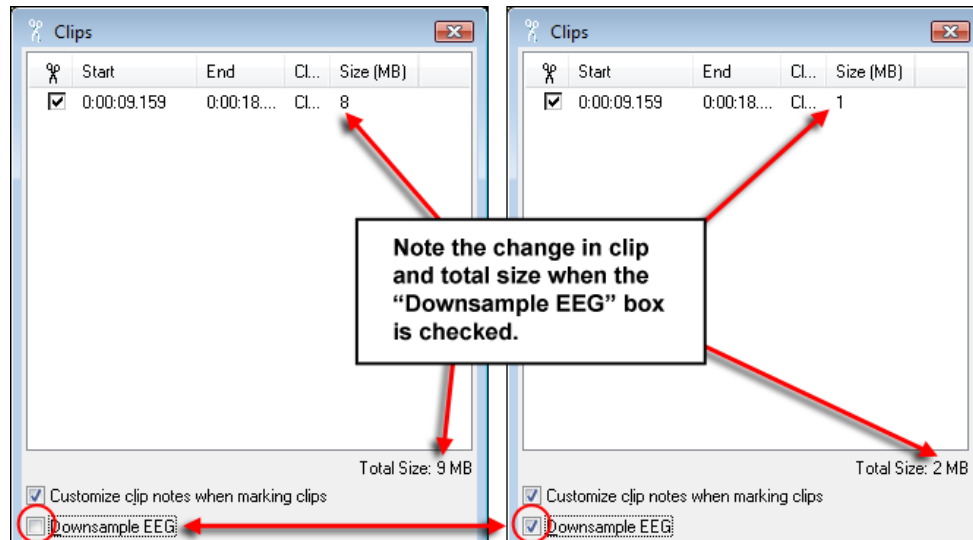 Clips
Start End Cl... Size (MB)
0:00:09.159 0:00:18.... Cl... 8
Total Size: 9 MB
Customize clip notes when marking clips
Downsample EEG
Note the change in clip
and total size when the
“Downsample EEG” box
is checked.
Clips
Start End Cl... Size (MB)
0:00:09.159 0:00:18.... Cl... 1
Total Size: 2 MB
Customize clip notes when marking clips
Downsample EEG